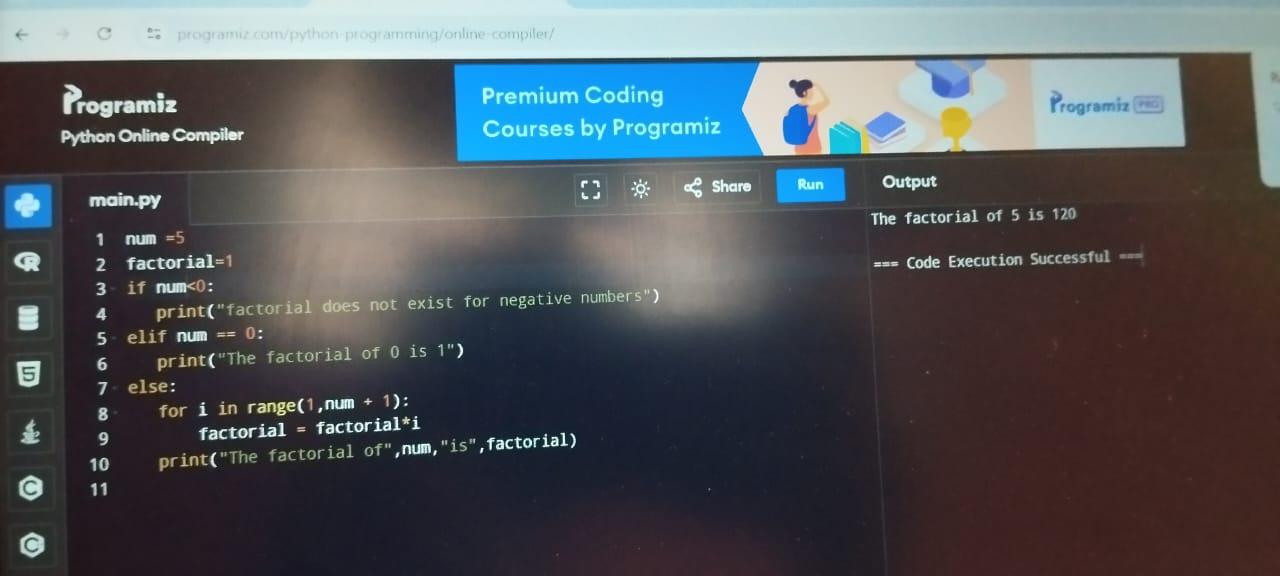 programiz.com/python-programming/online-compiler/
Programiz
Python Online Compiler
Premium Coding
Courses by Programiz
Programiz PRO
main.py
Share
Run
Output
1 num =5
2 factorial=1
3 if num<0:
4 print("factorial does not exist for negative numbers")
5 elif num == 0:
6 print("The factorial of 0 is 1")
7 else:
8 for i in range(1,num + 1):
9 factorial = factorial*i
10 print("The factorial of",num,"is",factorial)
11
The factorial of 5 is 120
=== Code Execution Successful ===